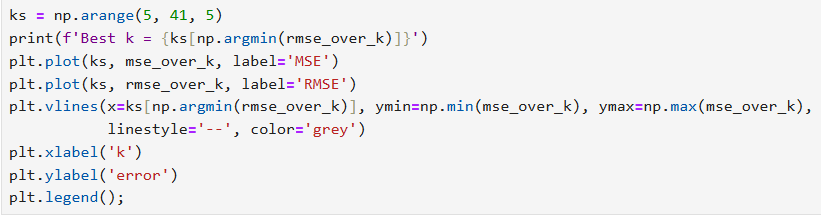 ks = np.arange(5, 41, 5)
print(f'Best k = {ks[np.argmin(rmse_over_k)]}')
plt.plot(ks, mse_over_k, label='MSE')
plt.plot(ks, rmse_over_k, label='RMSE')
plt.vlines(x=ks[np.argmin(rmse_over_k)], ymin=np.min(mse_over_k), ymax=np.max(mse_over_k),
           linestyle='--', color='grey')
plt.xlabel('k')
plt.ylabel('error')
plt.legend();